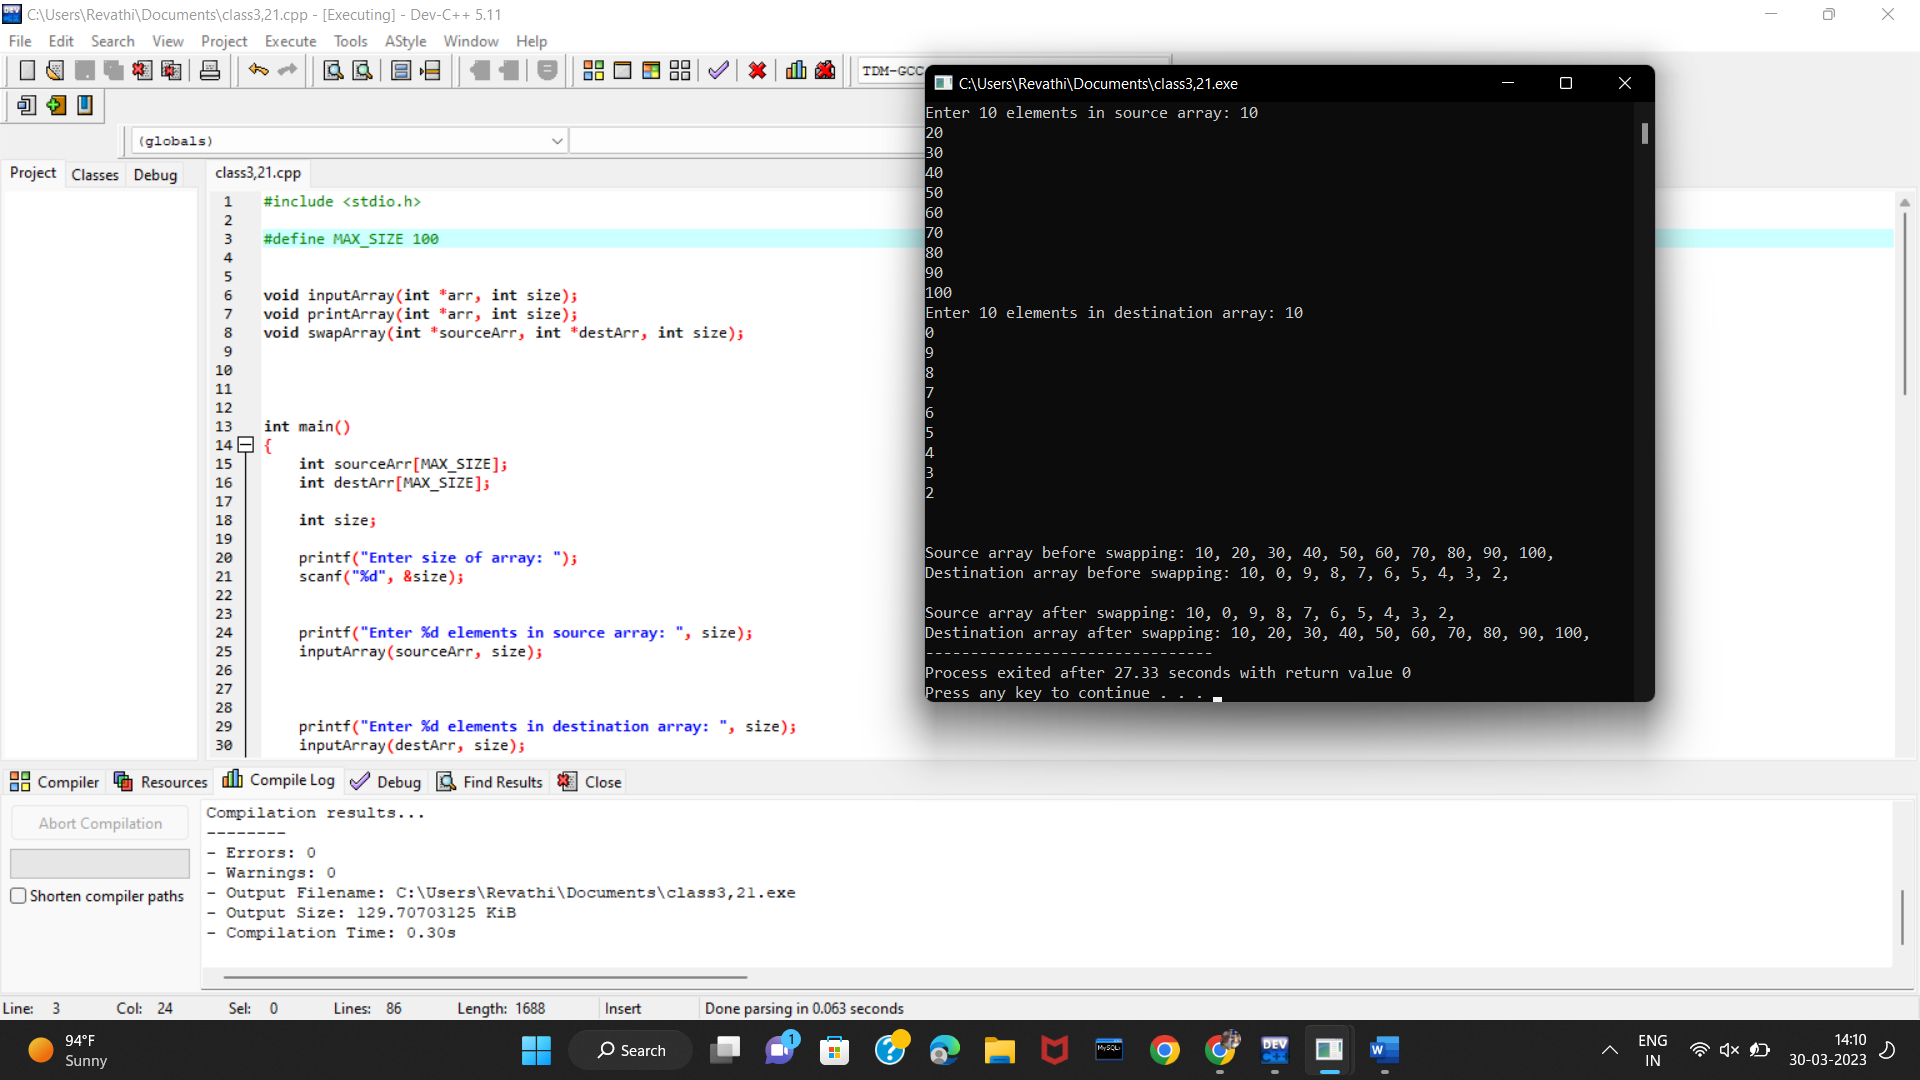 C:\Users\Revathi\Documents\class3,21.cpp - [Executing] - Dev-C++ 5.11
File Edit Search View Project Execute Tools AStyle Window Help
TDM-GCC
(globals)
Project Classes Debug
class3,21.cpp
1 #include <stdio.h>
2
3 #define MAX_SIZE 100
4
5
6 void inputArray(int *arr, int size);
7 void printArray(int *arr, int size);
8 void swapArray(int *sourceArr, int *destArr, int size);
9
10
11
12
13 int main()
14 {
15 int sourceArr[MAX_SIZE];
16 int destArr[MAX_SIZE];
17
18 int size;
19
20 printf("Enter size of array: ");
21 scanf("%d", &size);
22
23
24 printf("Enter %d elements in source array: ", size);
25 inputArray(sourceArr, size);
26
27
28
29 printf("Enter %d elements in destination array: ", size);
30 inputArray(destArr, size);
C:\Users\Revathi\Documents\class3,21.exe
Enter 10 elements in source array: 10
20
30
40
50
60
70
80
90
100
Enter 10 elements in destination array: 10
0
9
8
7
6
5
4
3
2
Source array before swapping: 10, 20, 30, 40, 50, 60, 70, 80, 90, 100,
Destination array before swapping: 10, 0, 9, 8, 7, 6, 5, 4, 3, 2,
Source array after swapping: 10, 0, 9, 8, 7, 6, 5, 4, 3, 2,
Destination array after swapping: 10, 20, 30, 40, 50, 60, 70, 80, 90, 100,
--------------------------------
Process exited after 27.33 seconds with return value 0
Press any key to continue . . .
Compiler Resources Compile Log Debug Find Results Close
Abort Compilation
Shorten compiler paths
Compilation results...
--------
- Errors: 0
- Warnings: 0
- Output Filename: C:\Users\Revathi\Documents\class3,21.exe
- Output Size: 129.70703125 KiB
- Compilation Time: 0.30s
Line: 3 Col: 24 Sel: 0 Lines: 86 Length: 1688 Insert Done parsing in 0.063 seconds
94°F
Sunny
Search
1
MySQL
DEV
C++
W
ENG
IN
14:10
30-03-2023